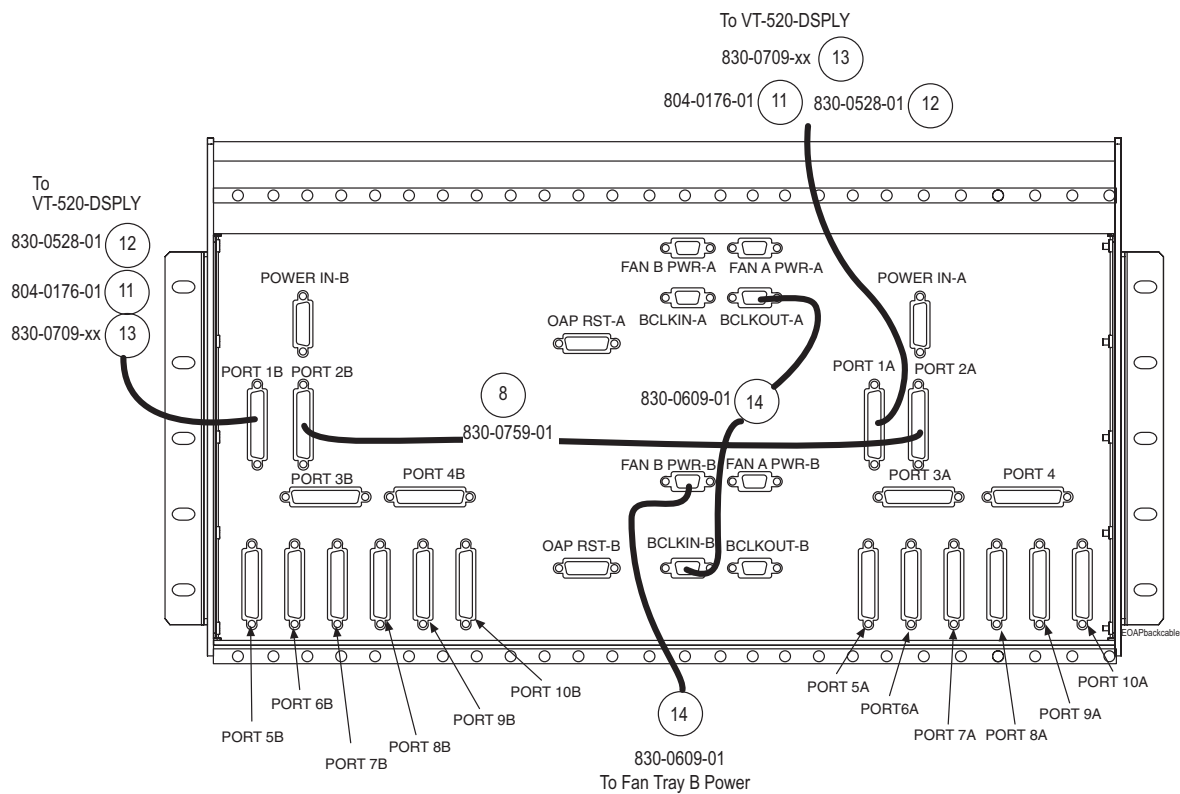 To VT-520-DSPLY
830-0709-xx 13
804-0176-01 11 830-0528-01 12
To
VT-520-DSPLY
830-0528-01 12
804-0176-01 11
830-0709-xx 13
FAN B PWR-A FAN A PWR-A
POWER IN-B
POWER IN-A
OAP RST-A BCLKIN-A BCLKOUT-A
PORT 1B PORT 2B
PORT 1A PORT 2A
8
830-0759-01
830-0609-01 14
FAN B PWR-B FAN A PWR-B
PORT 3B PORT 4B
PORT 3A PORT 4
OAP RST-B BCLKIN-B BCLKOUT-B
EOAPbackcable
PORT 5B
PORT 6B
PORT 7B
PORT 8B
PORT 9B
PORT 10B
PORT 5A
PORT6A
PORT 7A
PORT 8A
PORT 9A
PORT 10A
14
830-0609-01
To Fan Tray B Power